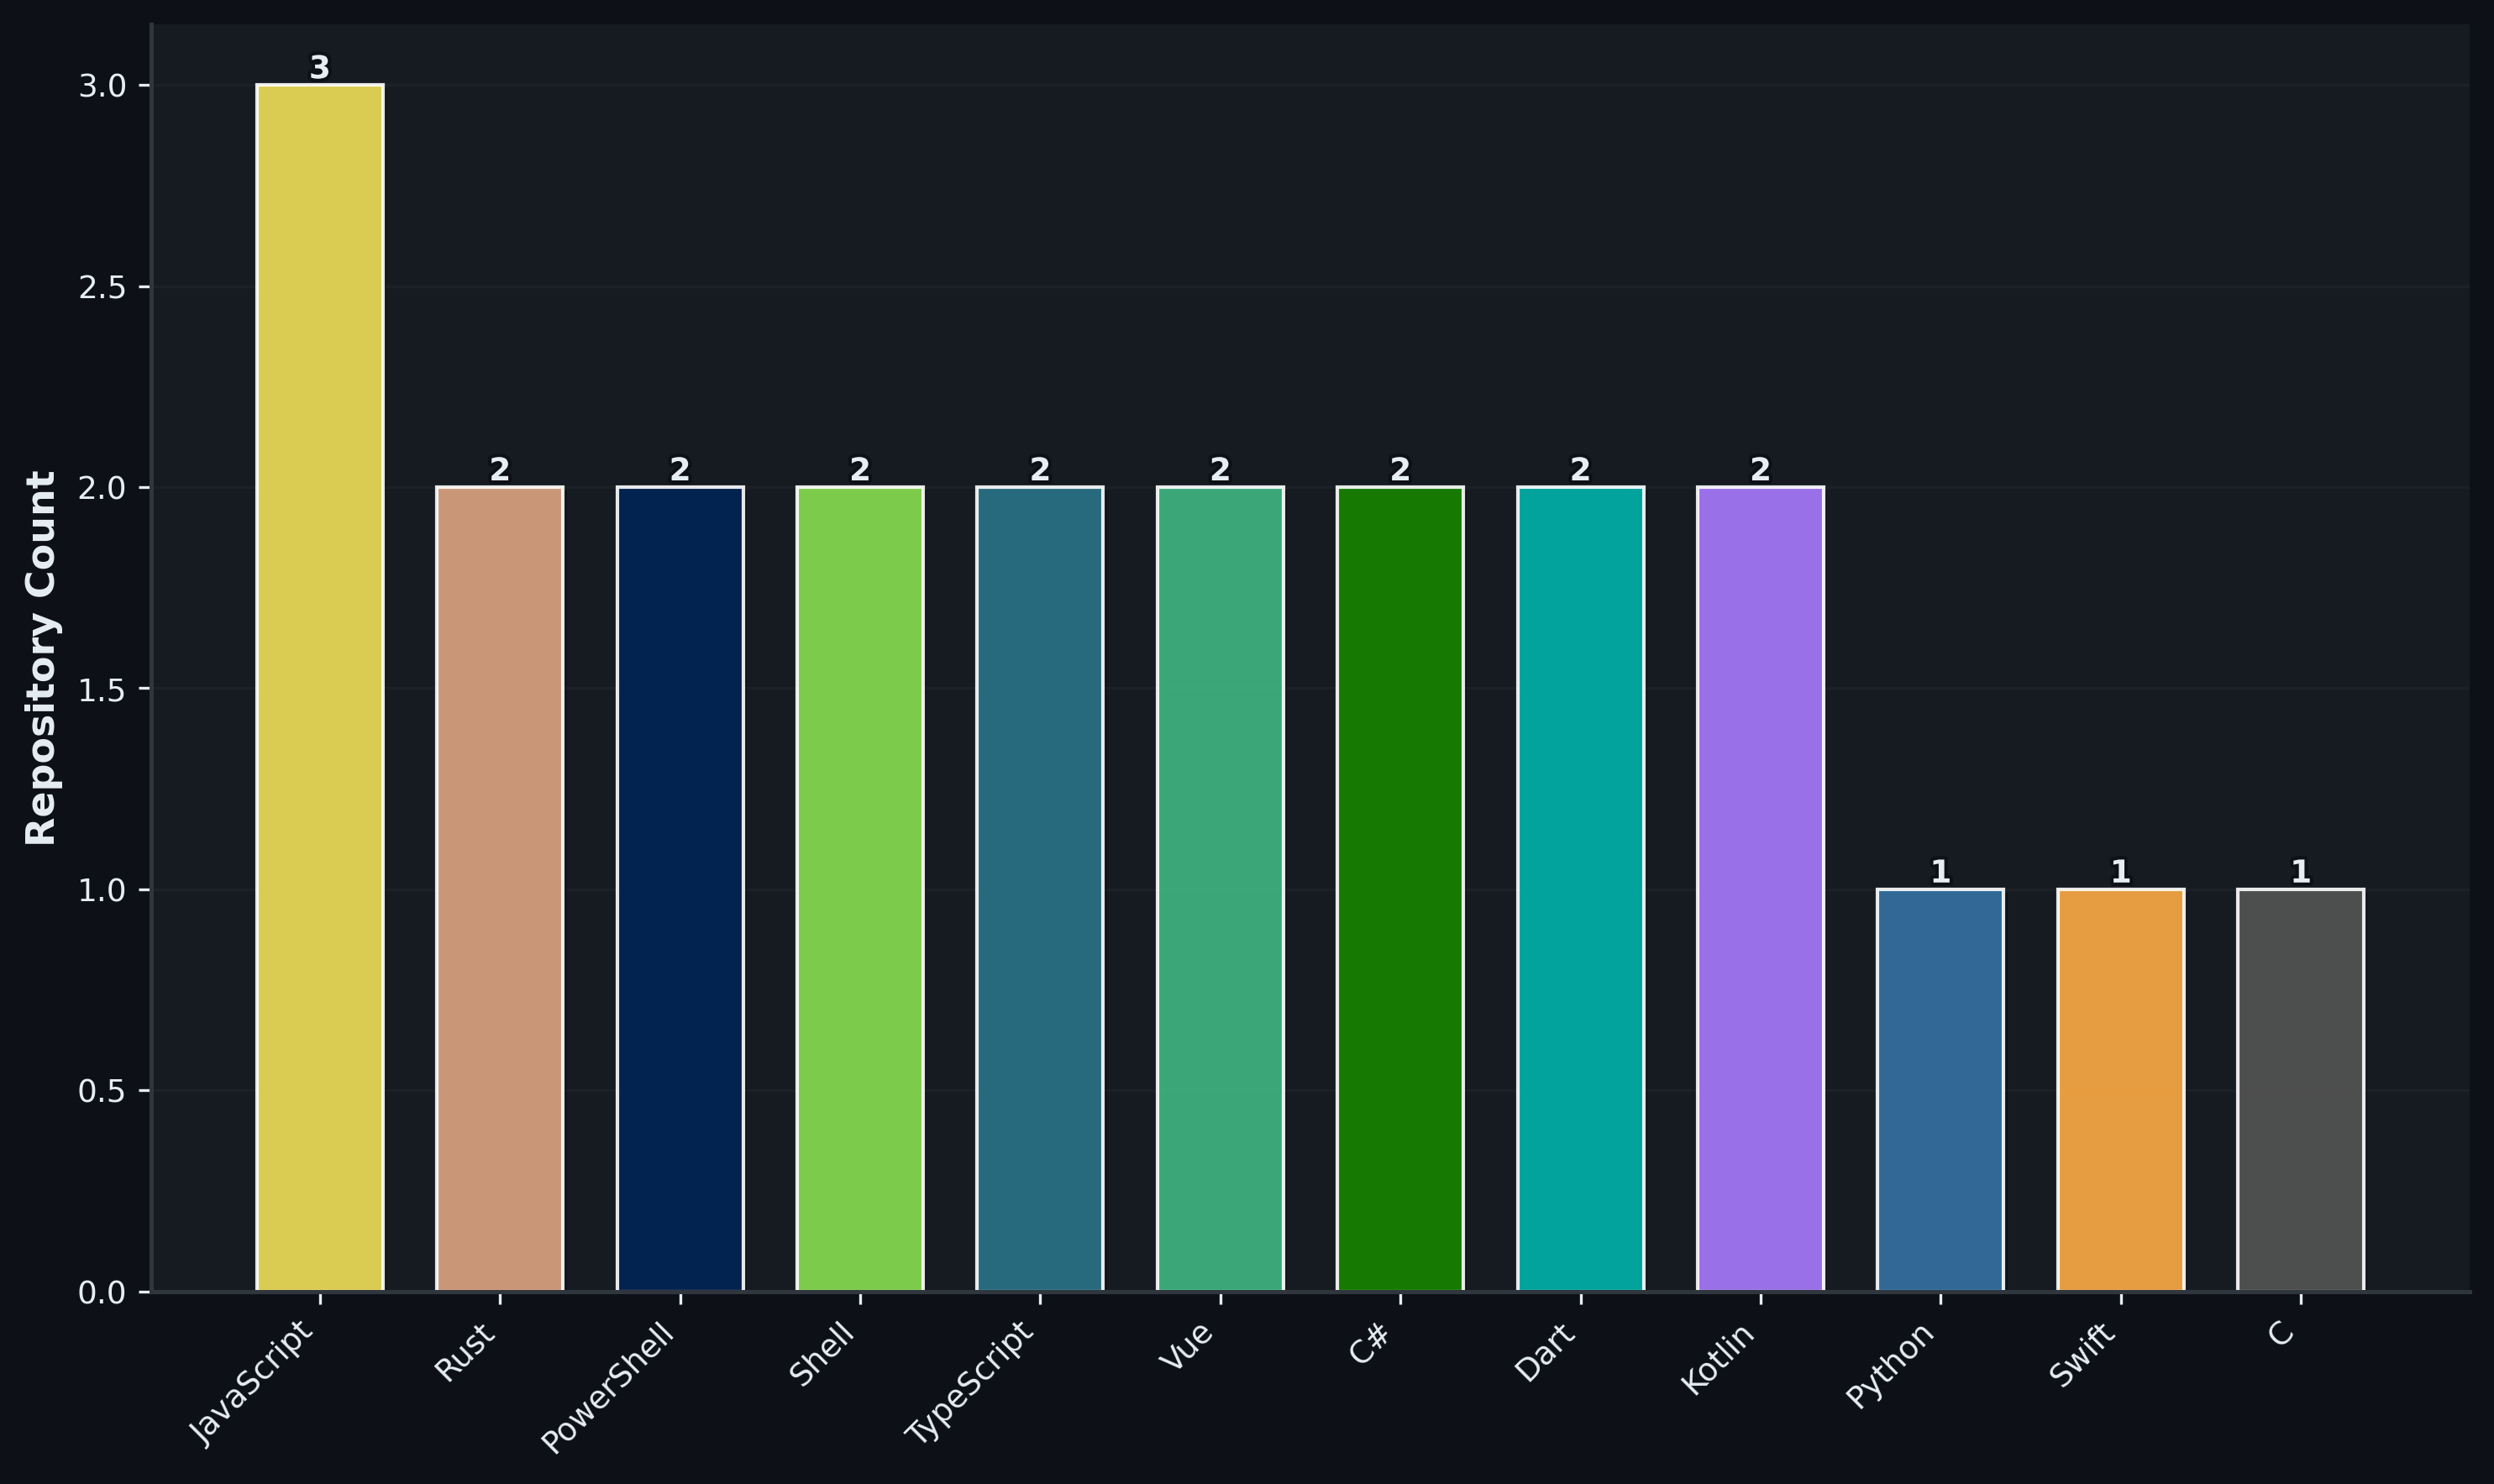 3
3.0
2.5
2 2 2 2 2 2 2 2
2.0
Repository Count
1.5
1 1 1
1.0
0.5
0.0
JavaScript
Rust
PowerShell
Shell
TypeScript
Vue
C#
Dart
Kotlin
Python
Swift
C